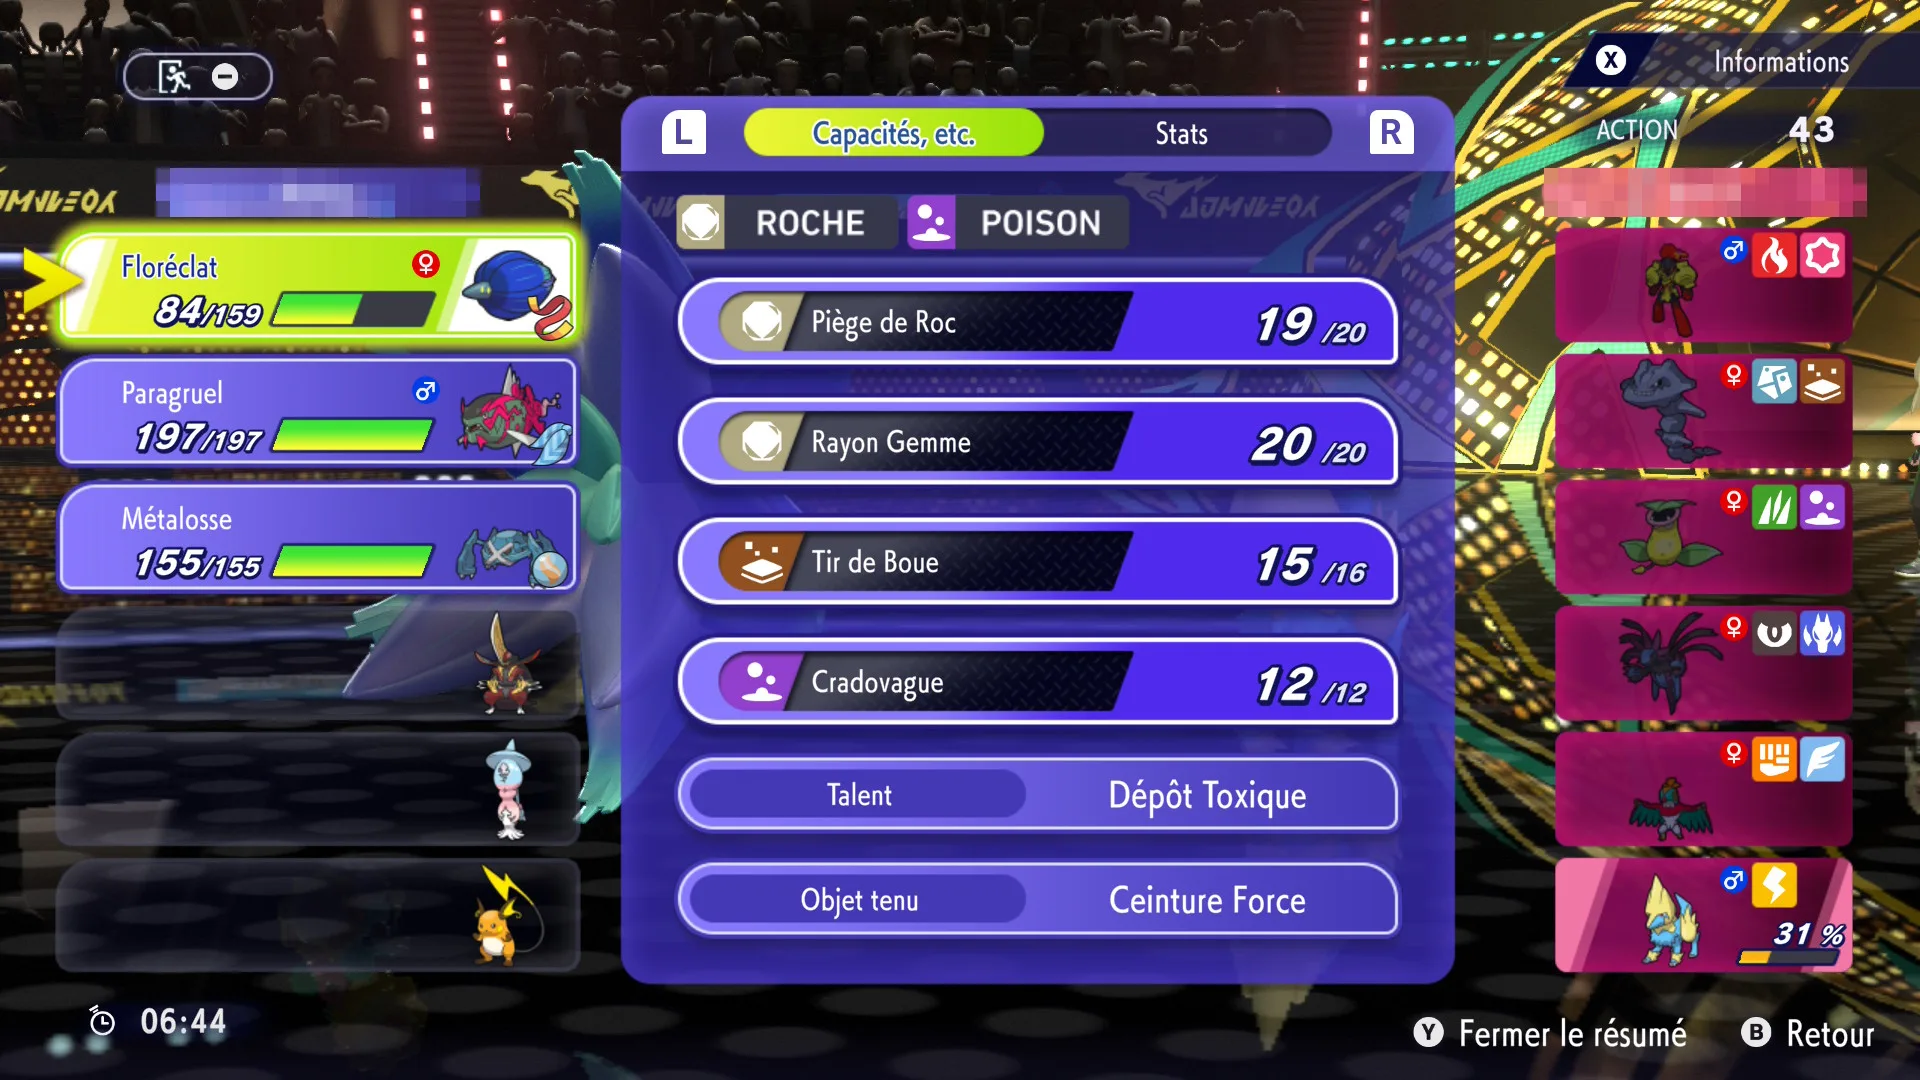 X Informations
L Capacités, etc. Stats R
ACTION 43
ROCHE POISON
Floréclat
84/159
Paragruel
197/197
Métalosse
155/155
Piège de Roc 19/20
Rayon Gemme 20/20
Tir de Boue 15/16
Cradovague 12/12
Talent Dépôt Toxique
Objet tenu Ceinture Force
31 %
06:44
Y Fermer le résumé B Retour